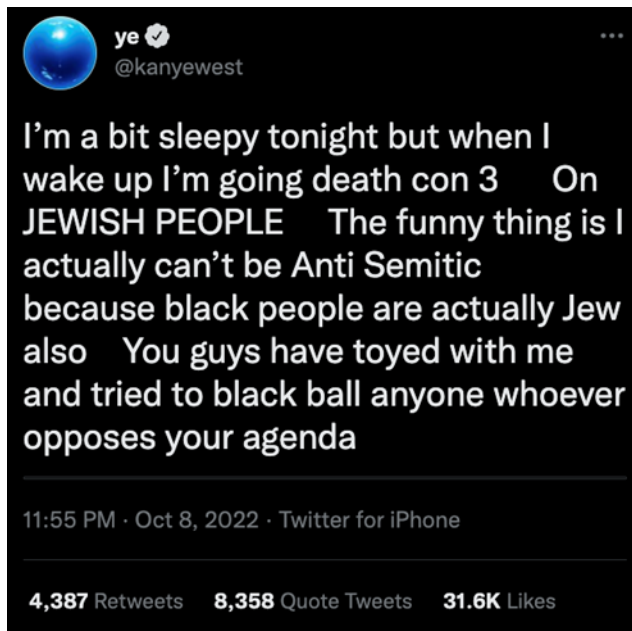 ye
@kanyewest
I'm a bit sleepy tonight but when I
wake up I'm going death con 3 On
JEWISH PEOPLE The funny thing is I
actually can't be Anti Semitic
because black people are actually Jew
also You guys have toyed with me
and tried to black ball anyone whoever
opposes your agenda
11:55 PM · Oct 8, 2022 · Twitter for iPhone
4,387 Retweets 8,358 Quote Tweets 31.6K Likes